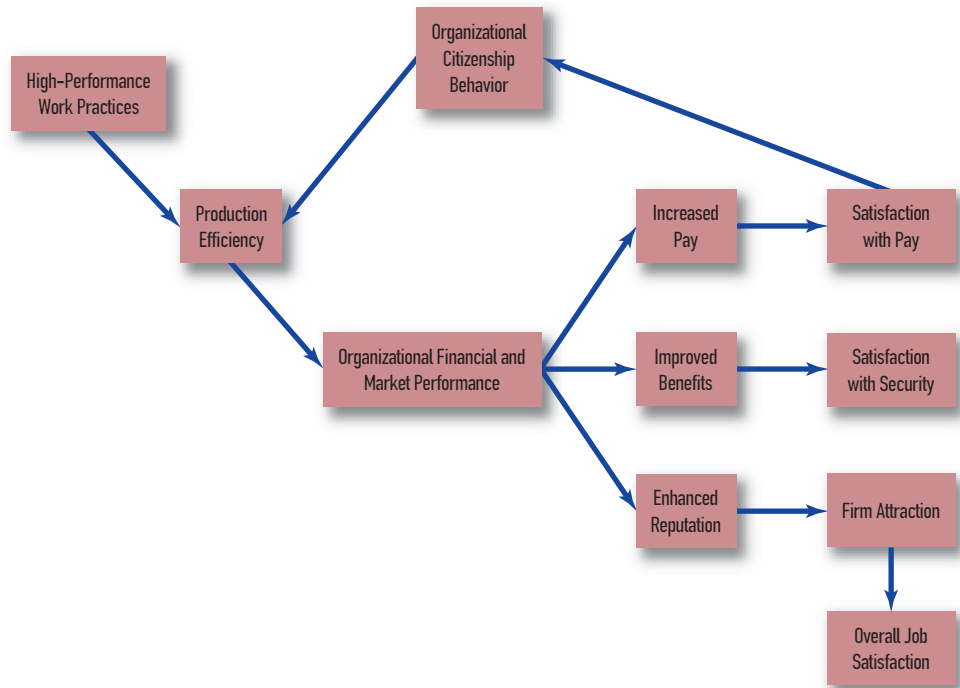 High-Performance
Work Practices
Organizational
Citizenship
Behavior
Production
Efficiency
Increased
Pay
Satisfaction
with Pay
Organizational Financial and
Market Performance
Improved
Benefits
Satisfaction
with Security
Enhanced
Reputation
Firm Attraction
Overall Job
Satisfaction